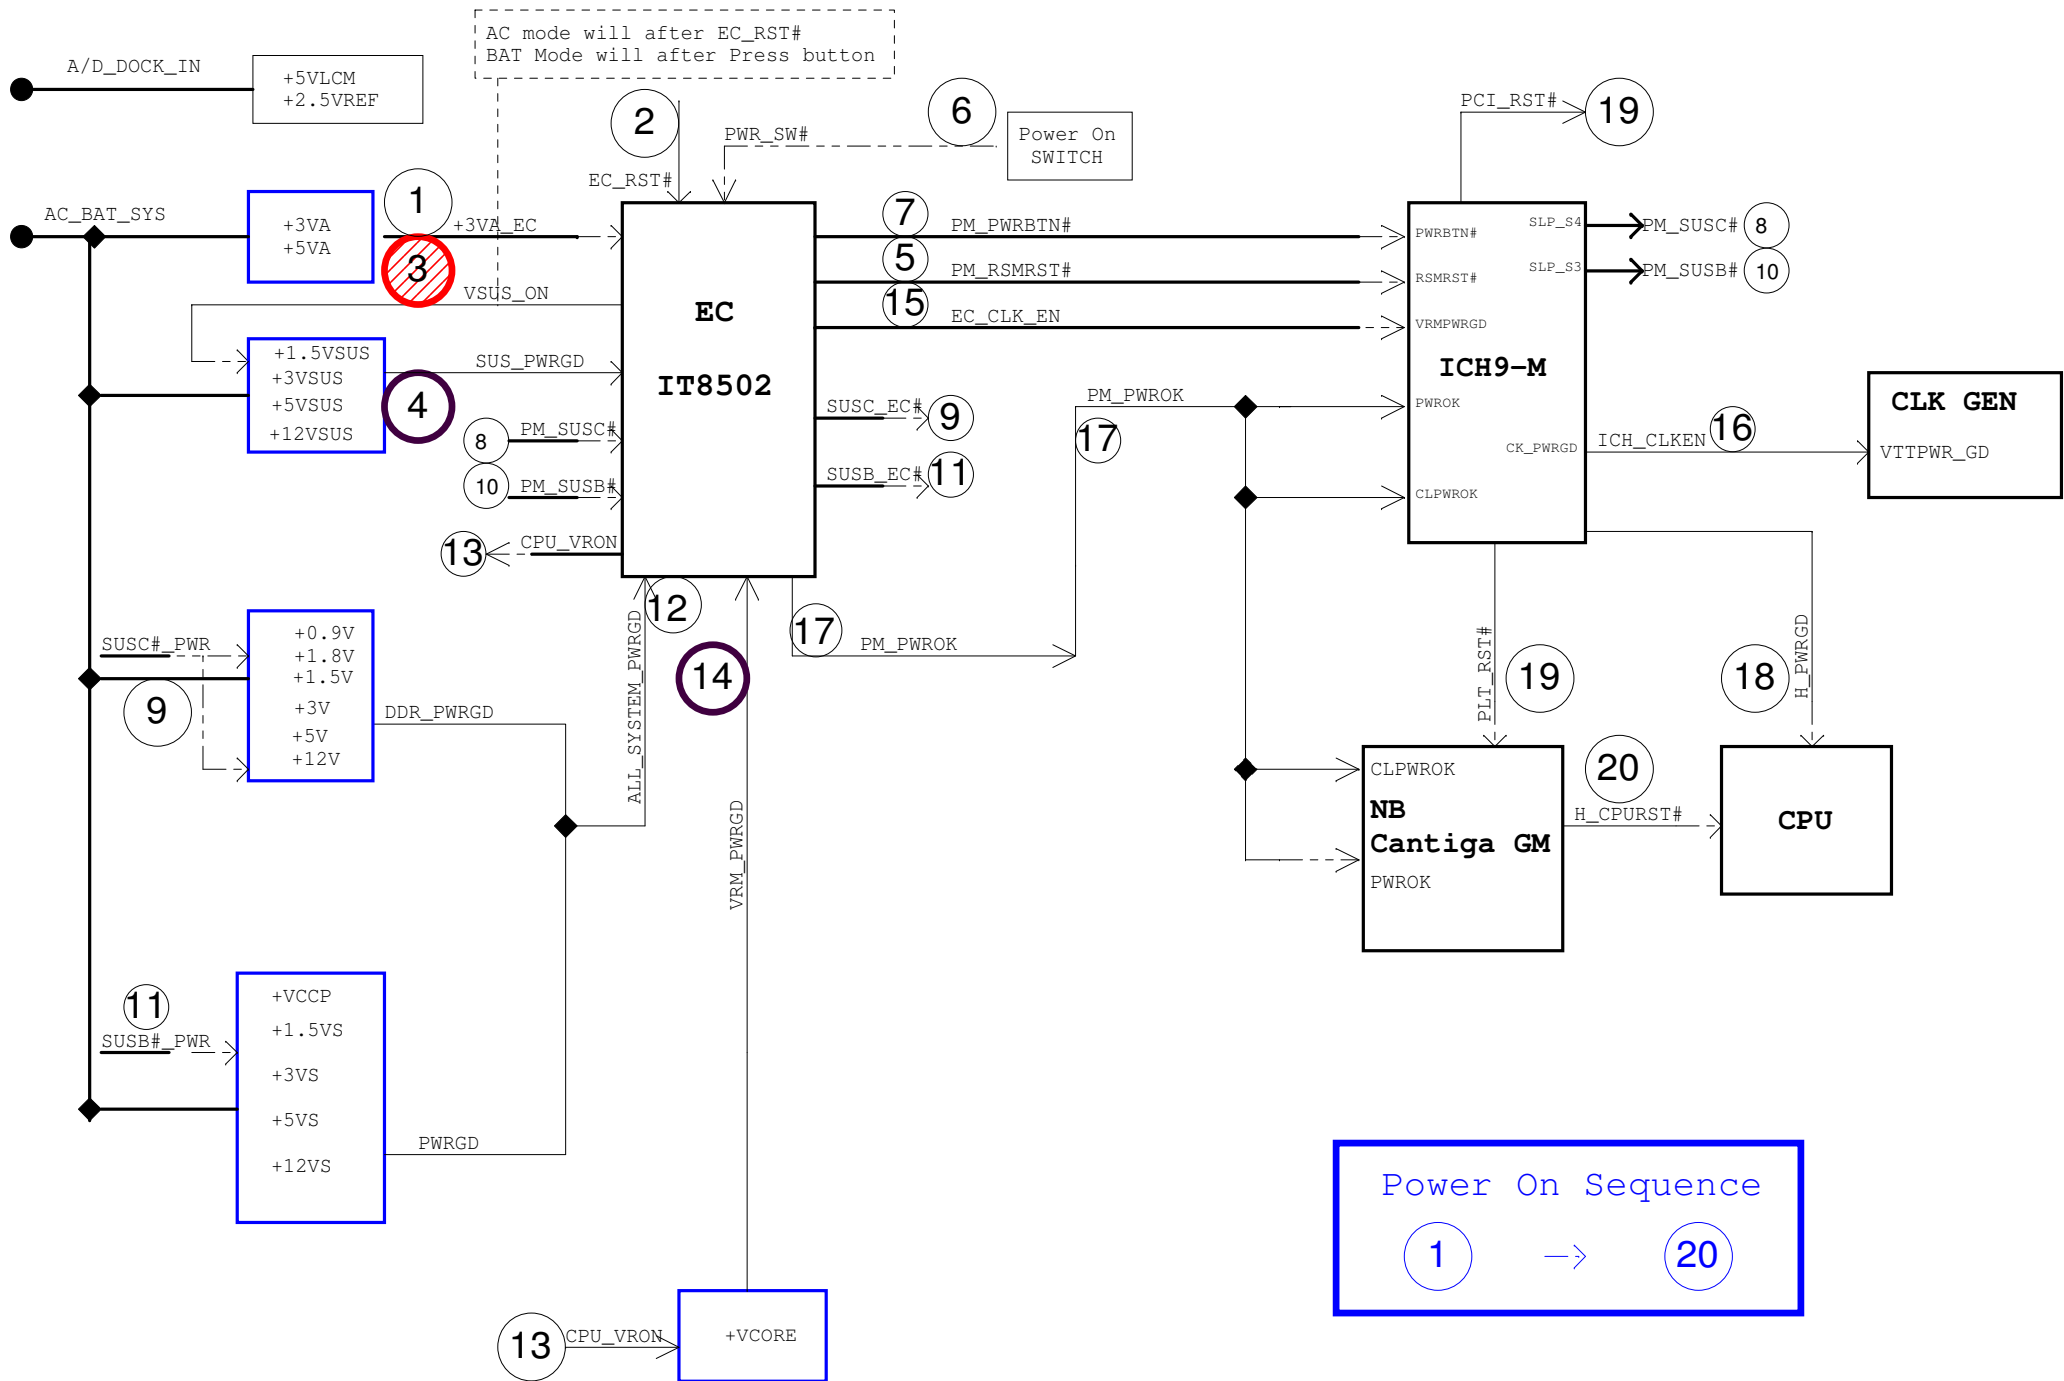 AC mode will after EC_RST#
BAT Mode will after Press button
A/D_DOCK_IN
+5VLCM
+2.5VREF
2
PWR_SW#
6
Power On
SWITCH
PCI_RST#
19
EC_RST#
AC_BAT_SYS
+3VA
+5VA
1
+3VA_EC
3
VSUS_ON
EC
IT8502
7
PM_PWRBTN#
5
PM_RSMRST#
15
EC_CLK_EN
PWRBTN#
RSMRST#
VRMPWRGD
ICH9-M
PWROK
CLPWROK
SLP_S4
SLP_S3
CK_PWRGD
PM_SUSC#
8
PM_SUSB#
10
+1.5VSUS
+3VSUS
+5VSUS
+12VSUS
SUS_PWRGD
4
8
PM_SUSC#
10
PM_SUSB#
13
CPU_VRON
SUSC_EC#
9
SUSB_EC#
11
PM_PWROK
17
ICH_CLKEN
16
CLK GEN
VTTPWR_GD
12
17
PM_PWROK
14
ALL_SYSTEM_PWRGD
VRM_PWRGD
SUSC#_PWR
9
+0.9V
+1.8V
+1.5V
+3V
+5V
+12V
DDR_PWRGD
PLT_RST#
19
18
H_PWRGD
CLPWROK
NB
Cantiga GM
PWROK
20
H_CPURST#
CPU
11
SUSB#_PWR
+VCCP
+1.5VS
+3VS
+5VS
+12VS
PWRGD
13
CPU_VRON
+VCORE
Power On Sequence
1
20